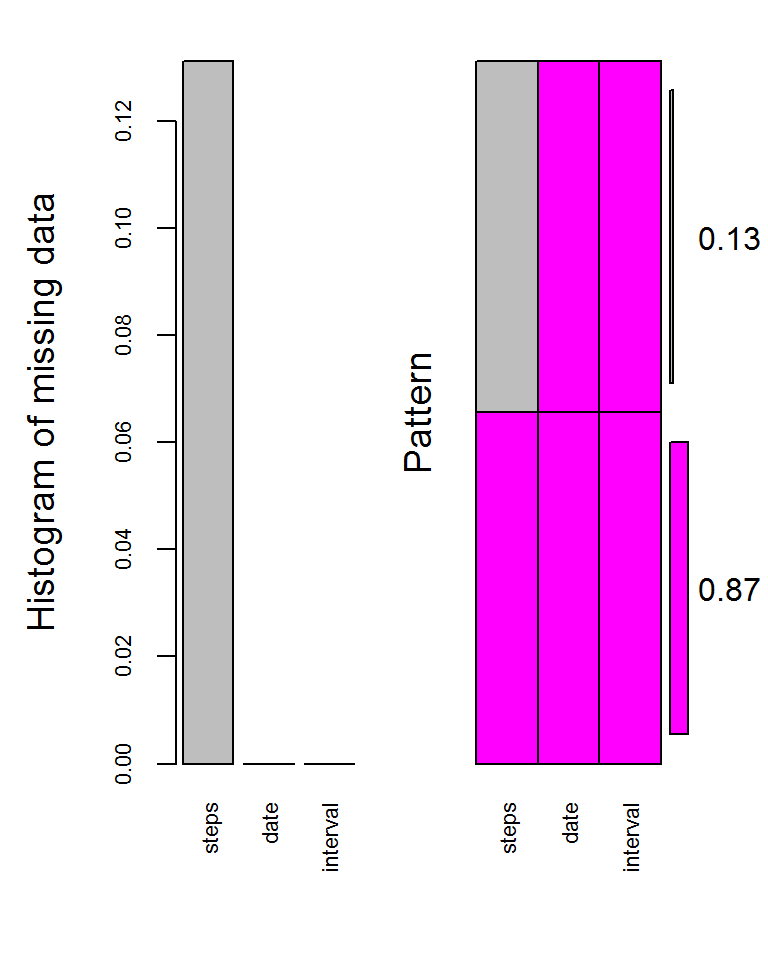 Histogram of missing data
0.12
0.10
0.08
0.06
0.04
0.02
0.00
steps
date
interval
Pattern
steps
date
interval
0.13
0.87